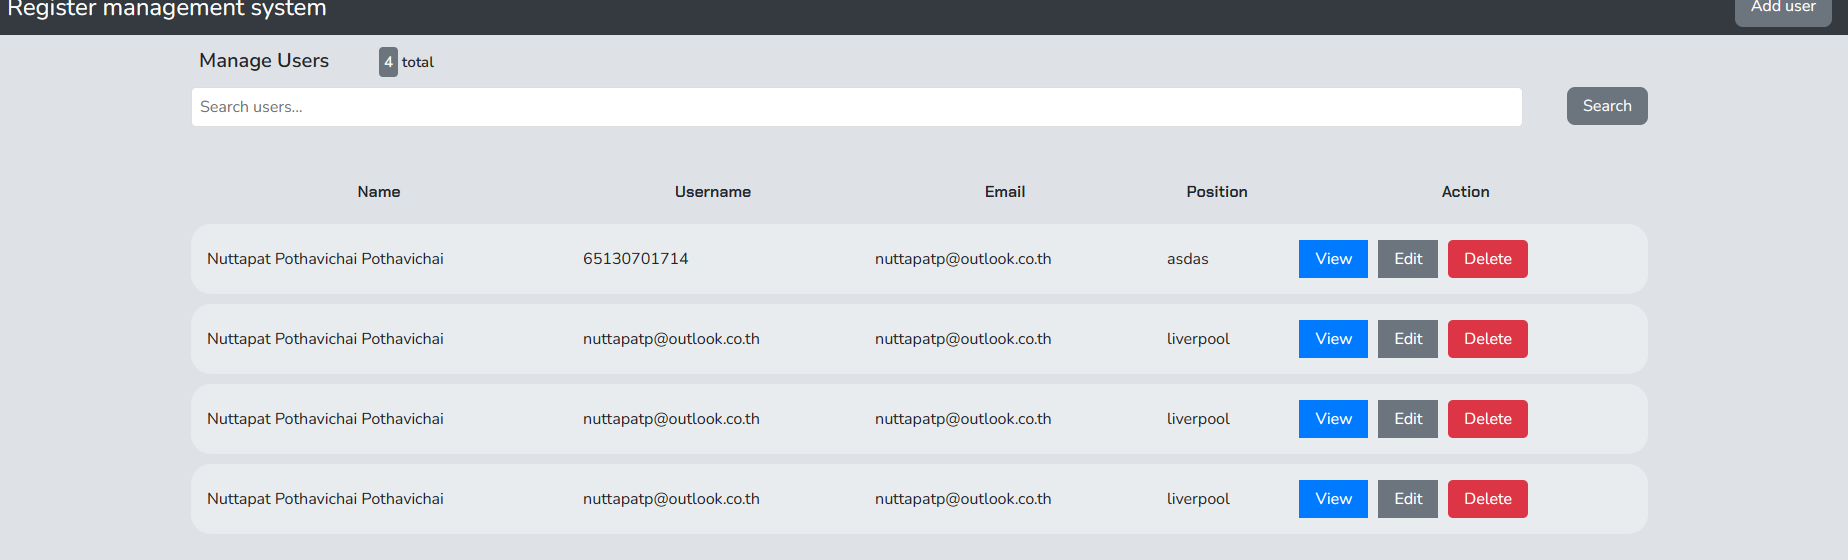 Register management system Add user
Manage Users 4 total
Search users... Search
Name Username Email Position Action
Nuttapat Pothavichai Pothavichai 65130701714 nuttapatp@outlook.co.th asdas View Edit Delete
Nuttapat Pothavichai Pothavichai nuttapatp@outlook.co.th nuttapatp@outlook.co.th liverpool View Edit Delete
Nuttapat Pothavichai Pothavichai nuttapatp@outlook.co.th nuttapatp@outlook.co.th liverpool View Edit Delete
Nuttapat Pothavichai Pothavichai nuttapatp@outlook.co.th nuttapatp@outlook.co.th liverpool View Edit Delete